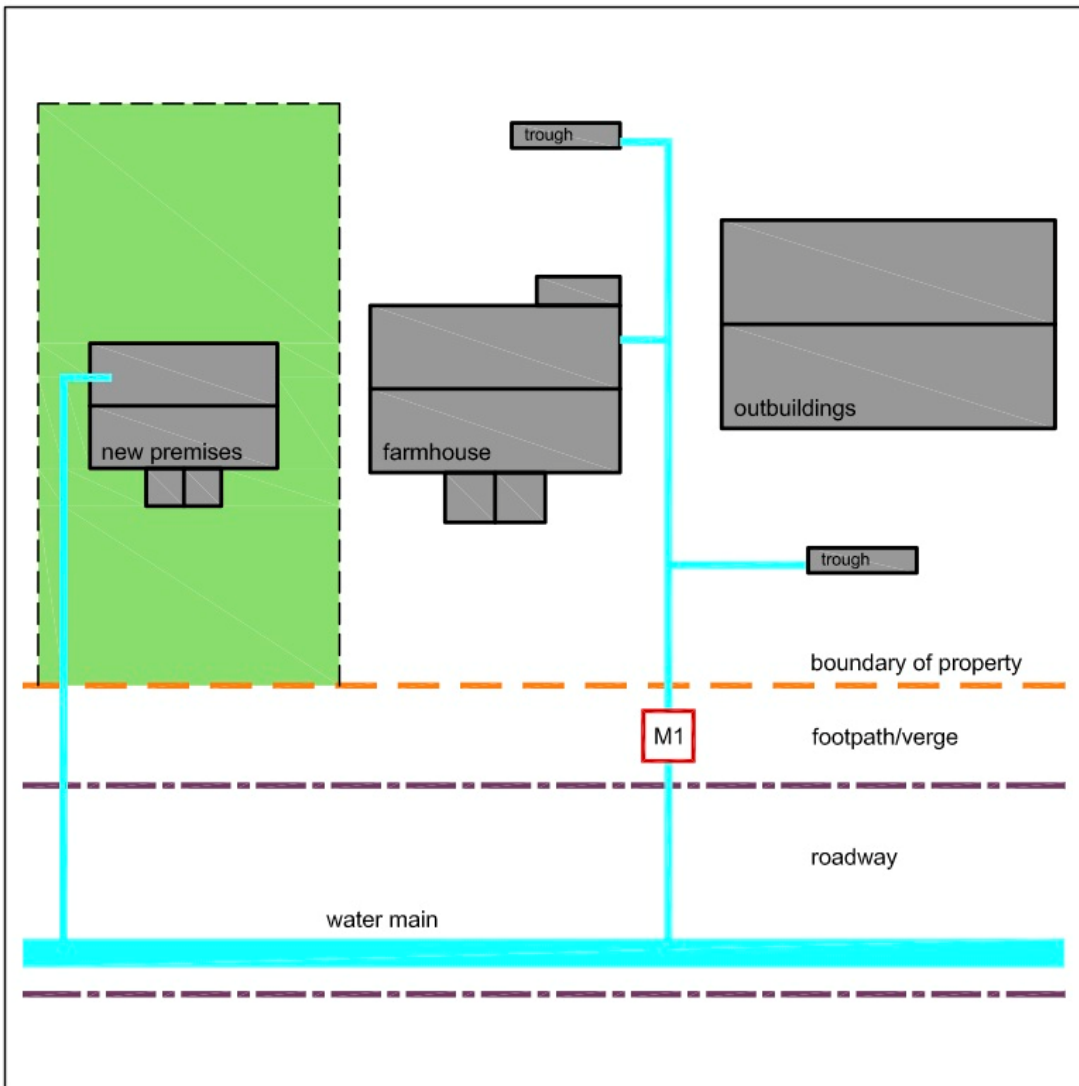 trough
outbuildings
new premises
farmhouse
trough
boundary of property
M1
footpath/verge
roadway
water main